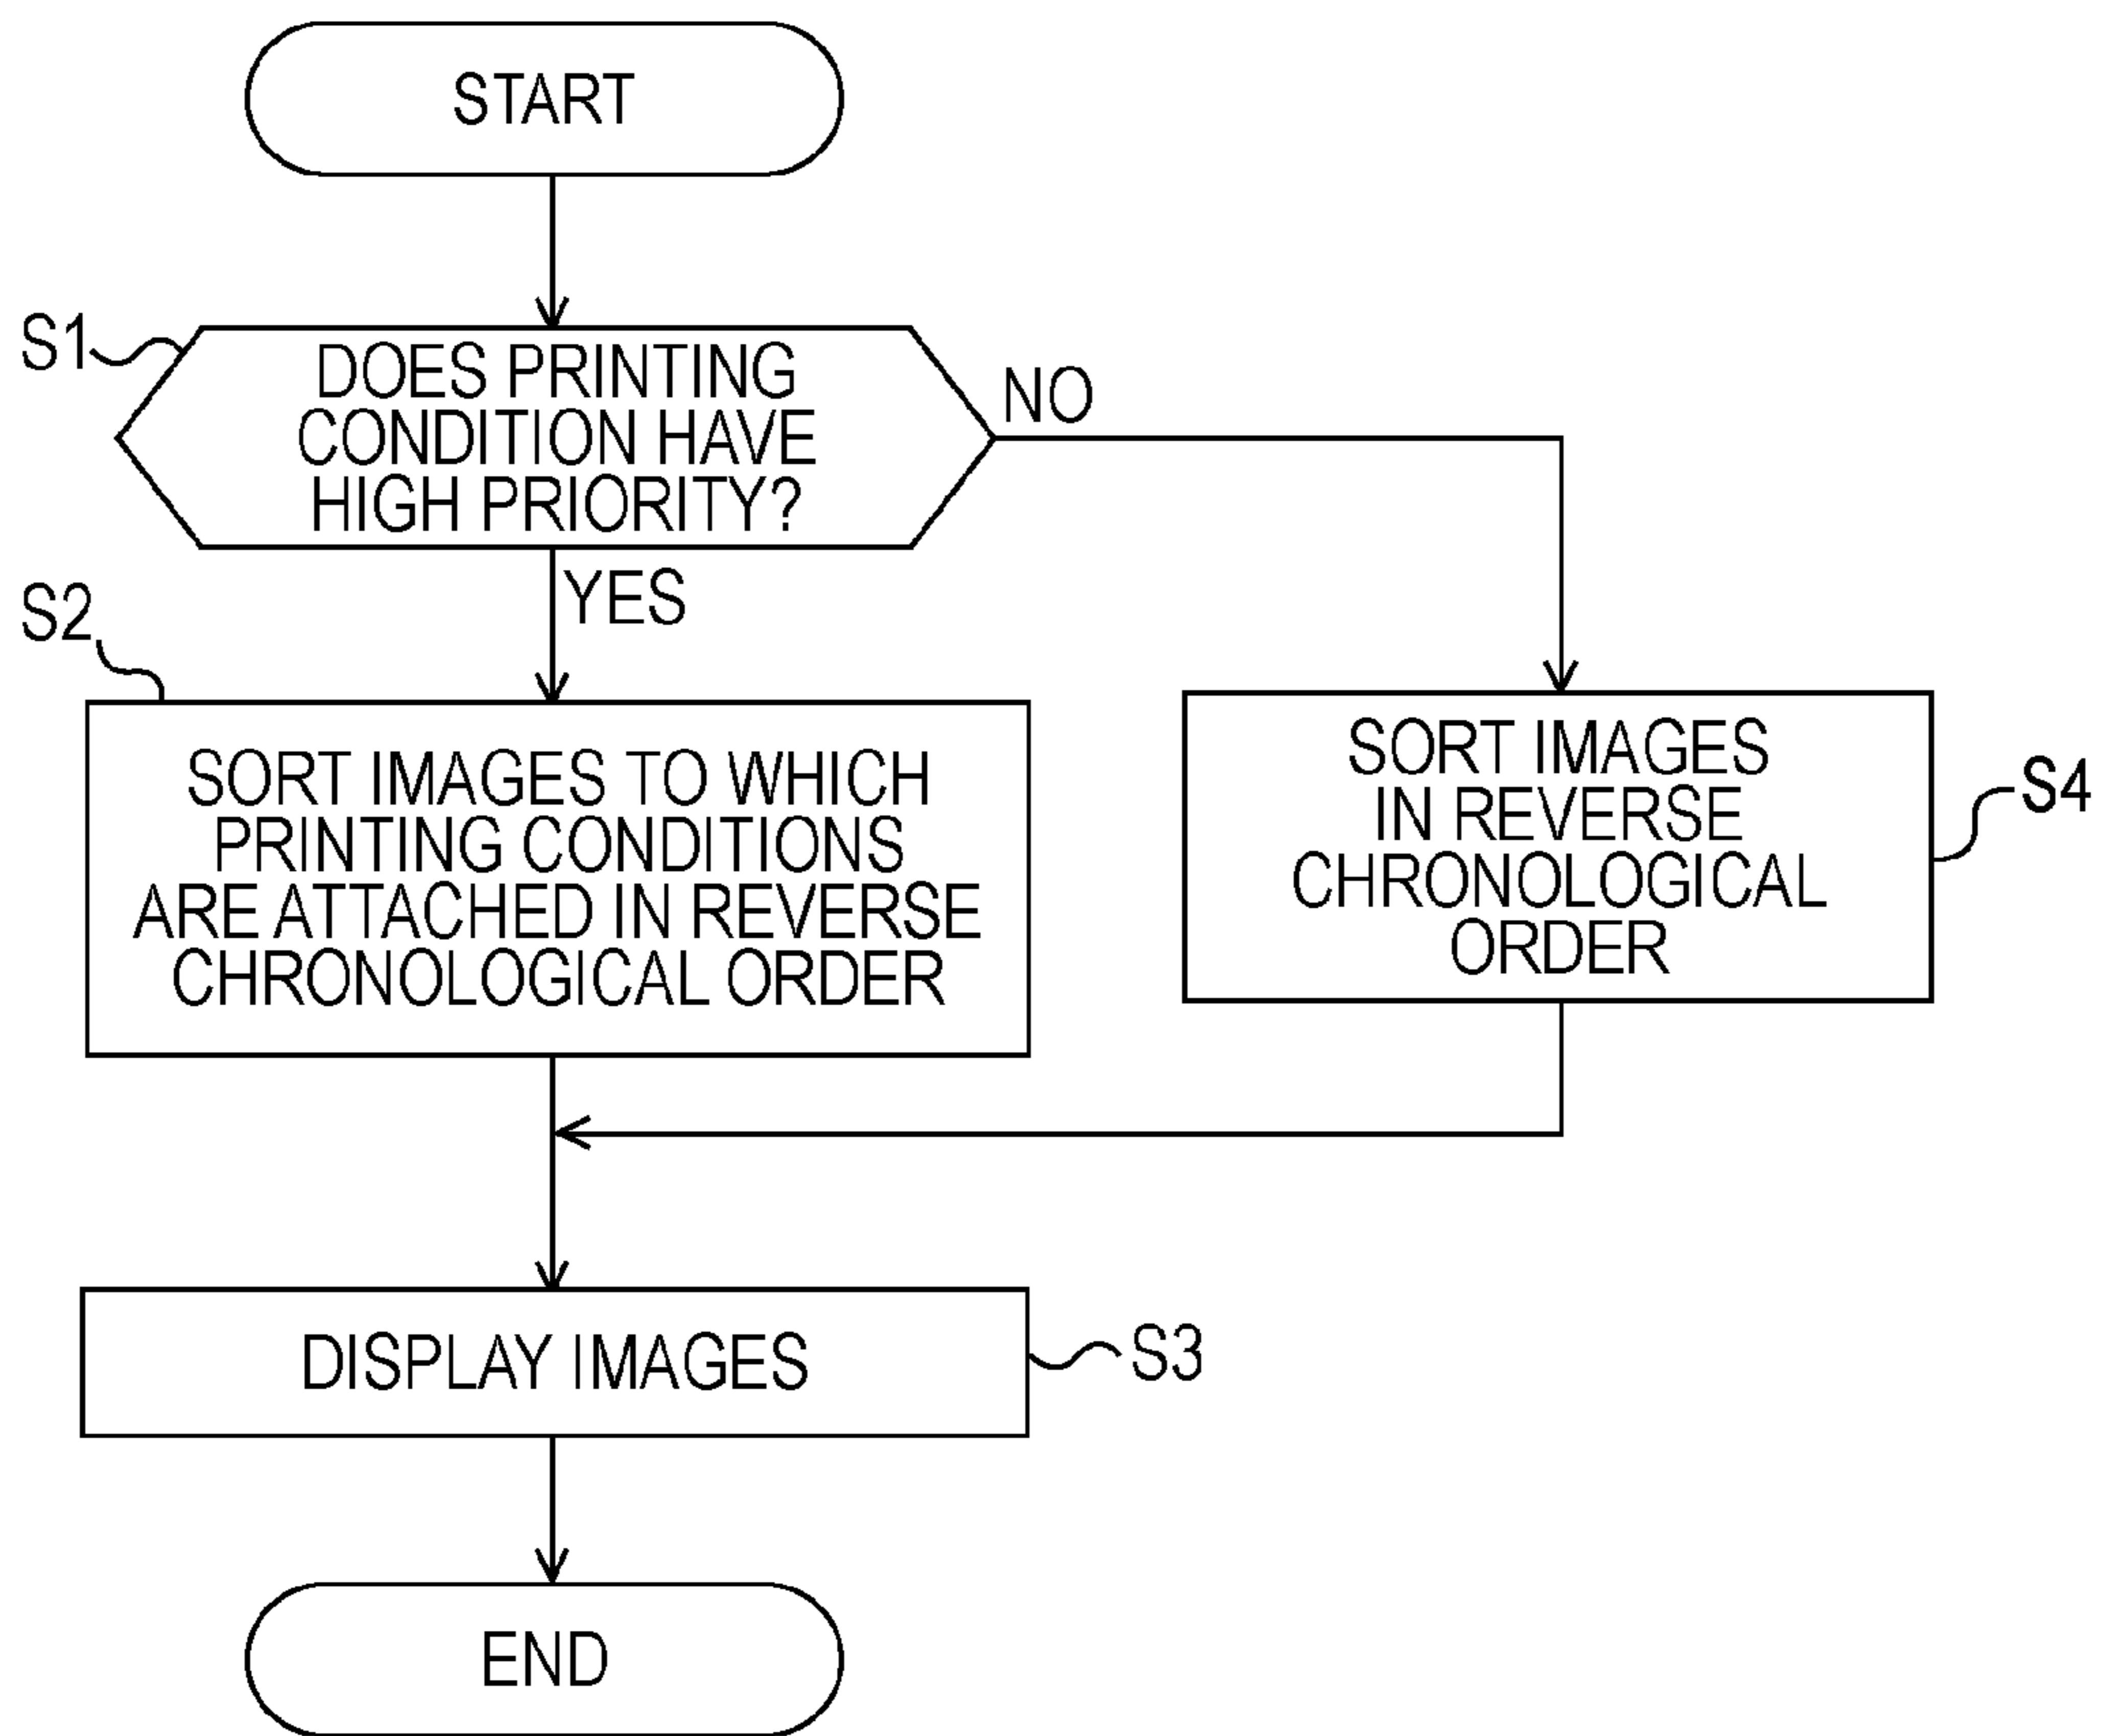 START
S1
DOES PRINTING
CONDITION HAVE
HIGH PRIORITY?
NO
YES
S2
SORT IMAGES TO WHICH
PRINTING CONDITIONS
ARE ATTACHED IN REVERSE
CHRONOLOGICAL ORDER
SORT IMAGES
IN REVERSE
CHRONOLOGICAL
ORDER
S4
DISPLAY IMAGES
S3
END